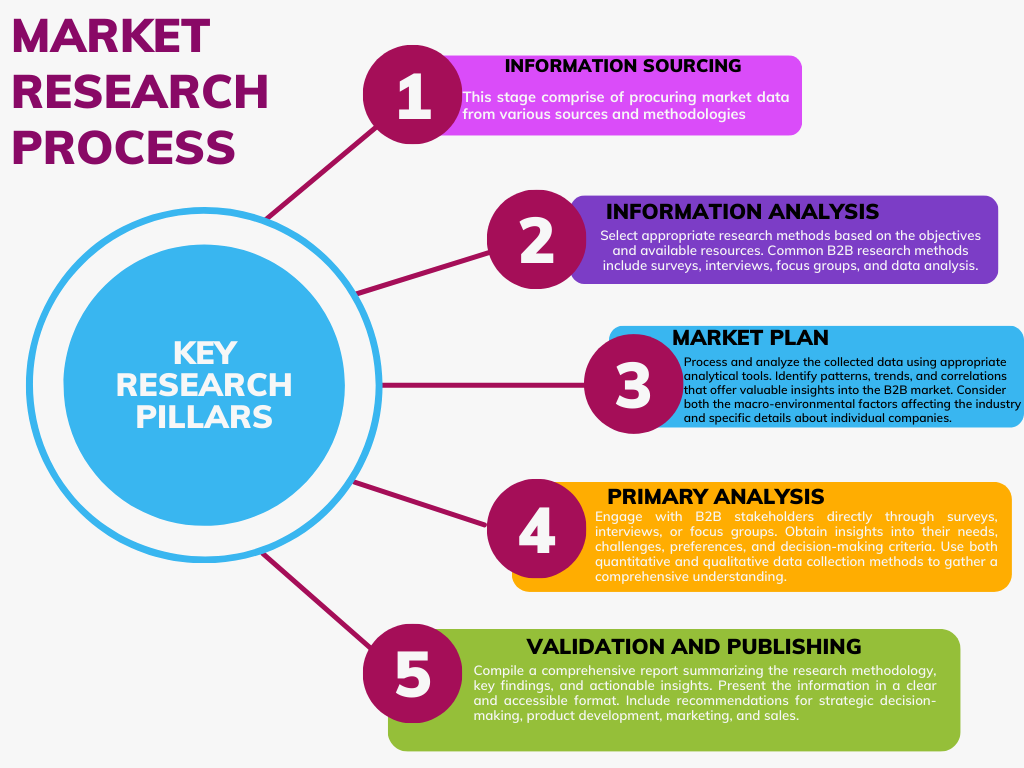 MARKET
RESEARCH
PROCESS
1
INFORMATION SOURCING
This stage comprise of procuring market data
from various sources and methodologies
2
INFORMATION ANALYSIS
Select appropriate research methods based on the objectives
and available resources. Common B2B research methods
include surveys, interviews, focus groups, and data analysis.
KEY
RESEARCH
PILLARS
3
MARKET PLAN
Process and analyze the collected data using appropriate
analytical tools. Identify patterns, trends, and correlations
that offer valuable insights into the B2B market. Consider
both the macro-environmental factors affecting the industry
and specific details about individual companies.
4
PRIMARY ANALYSIS
Engage with B2B stakeholders directly through surveys,
interviews, or focus groups. Obtain insights into their needs,
challenges, preferences, and decision-making criteria. Use both
quantitative and qualitative data collection methods to gather a
comprehensive understanding.
5
VALIDATION AND PUBLISHING
Compile a comprehensive report summarizing the research methodology,
key findings, and actionable insights. Present the information in a clear
and accessible format. Include recommendations for strategic decision-
making, product development, marketing, and sales.